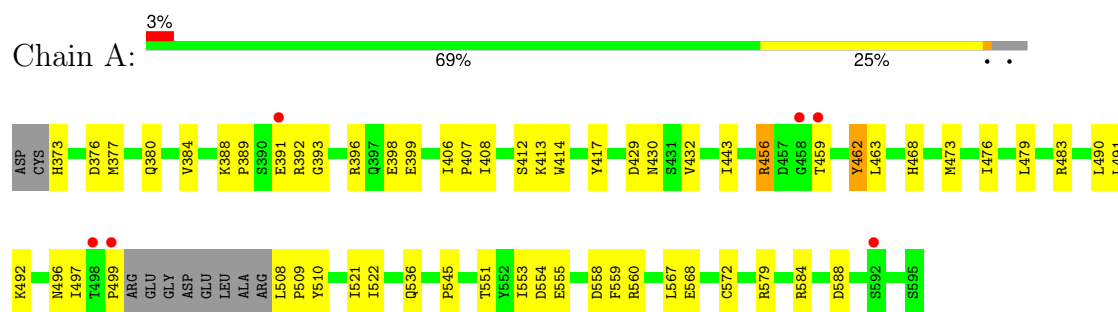 3%
Chain A:
69% 25% • •
ASP CYS H373 D376 M377 Q380 V384 K388 P389 S390 E391 R392 G393 R396 Q397 E398 E399 I406 P407 I408 S412 K413 W414 Y417 D429 N430 S431 V432 I443 R456 D457 G458 T459 Y462 L463 H468 M473 I476 L479 R483 L490 L491
K492 N496 I497 T498 P499 ARG GLU GLY ASP GLU LEU ALA ARG L508 P509 Y510 I521 I522 Q536 P545 T551 Y552 I553 D554 E555 D558 F559 R560 L567 E568 C572 R579 R584 D588 S592 S595